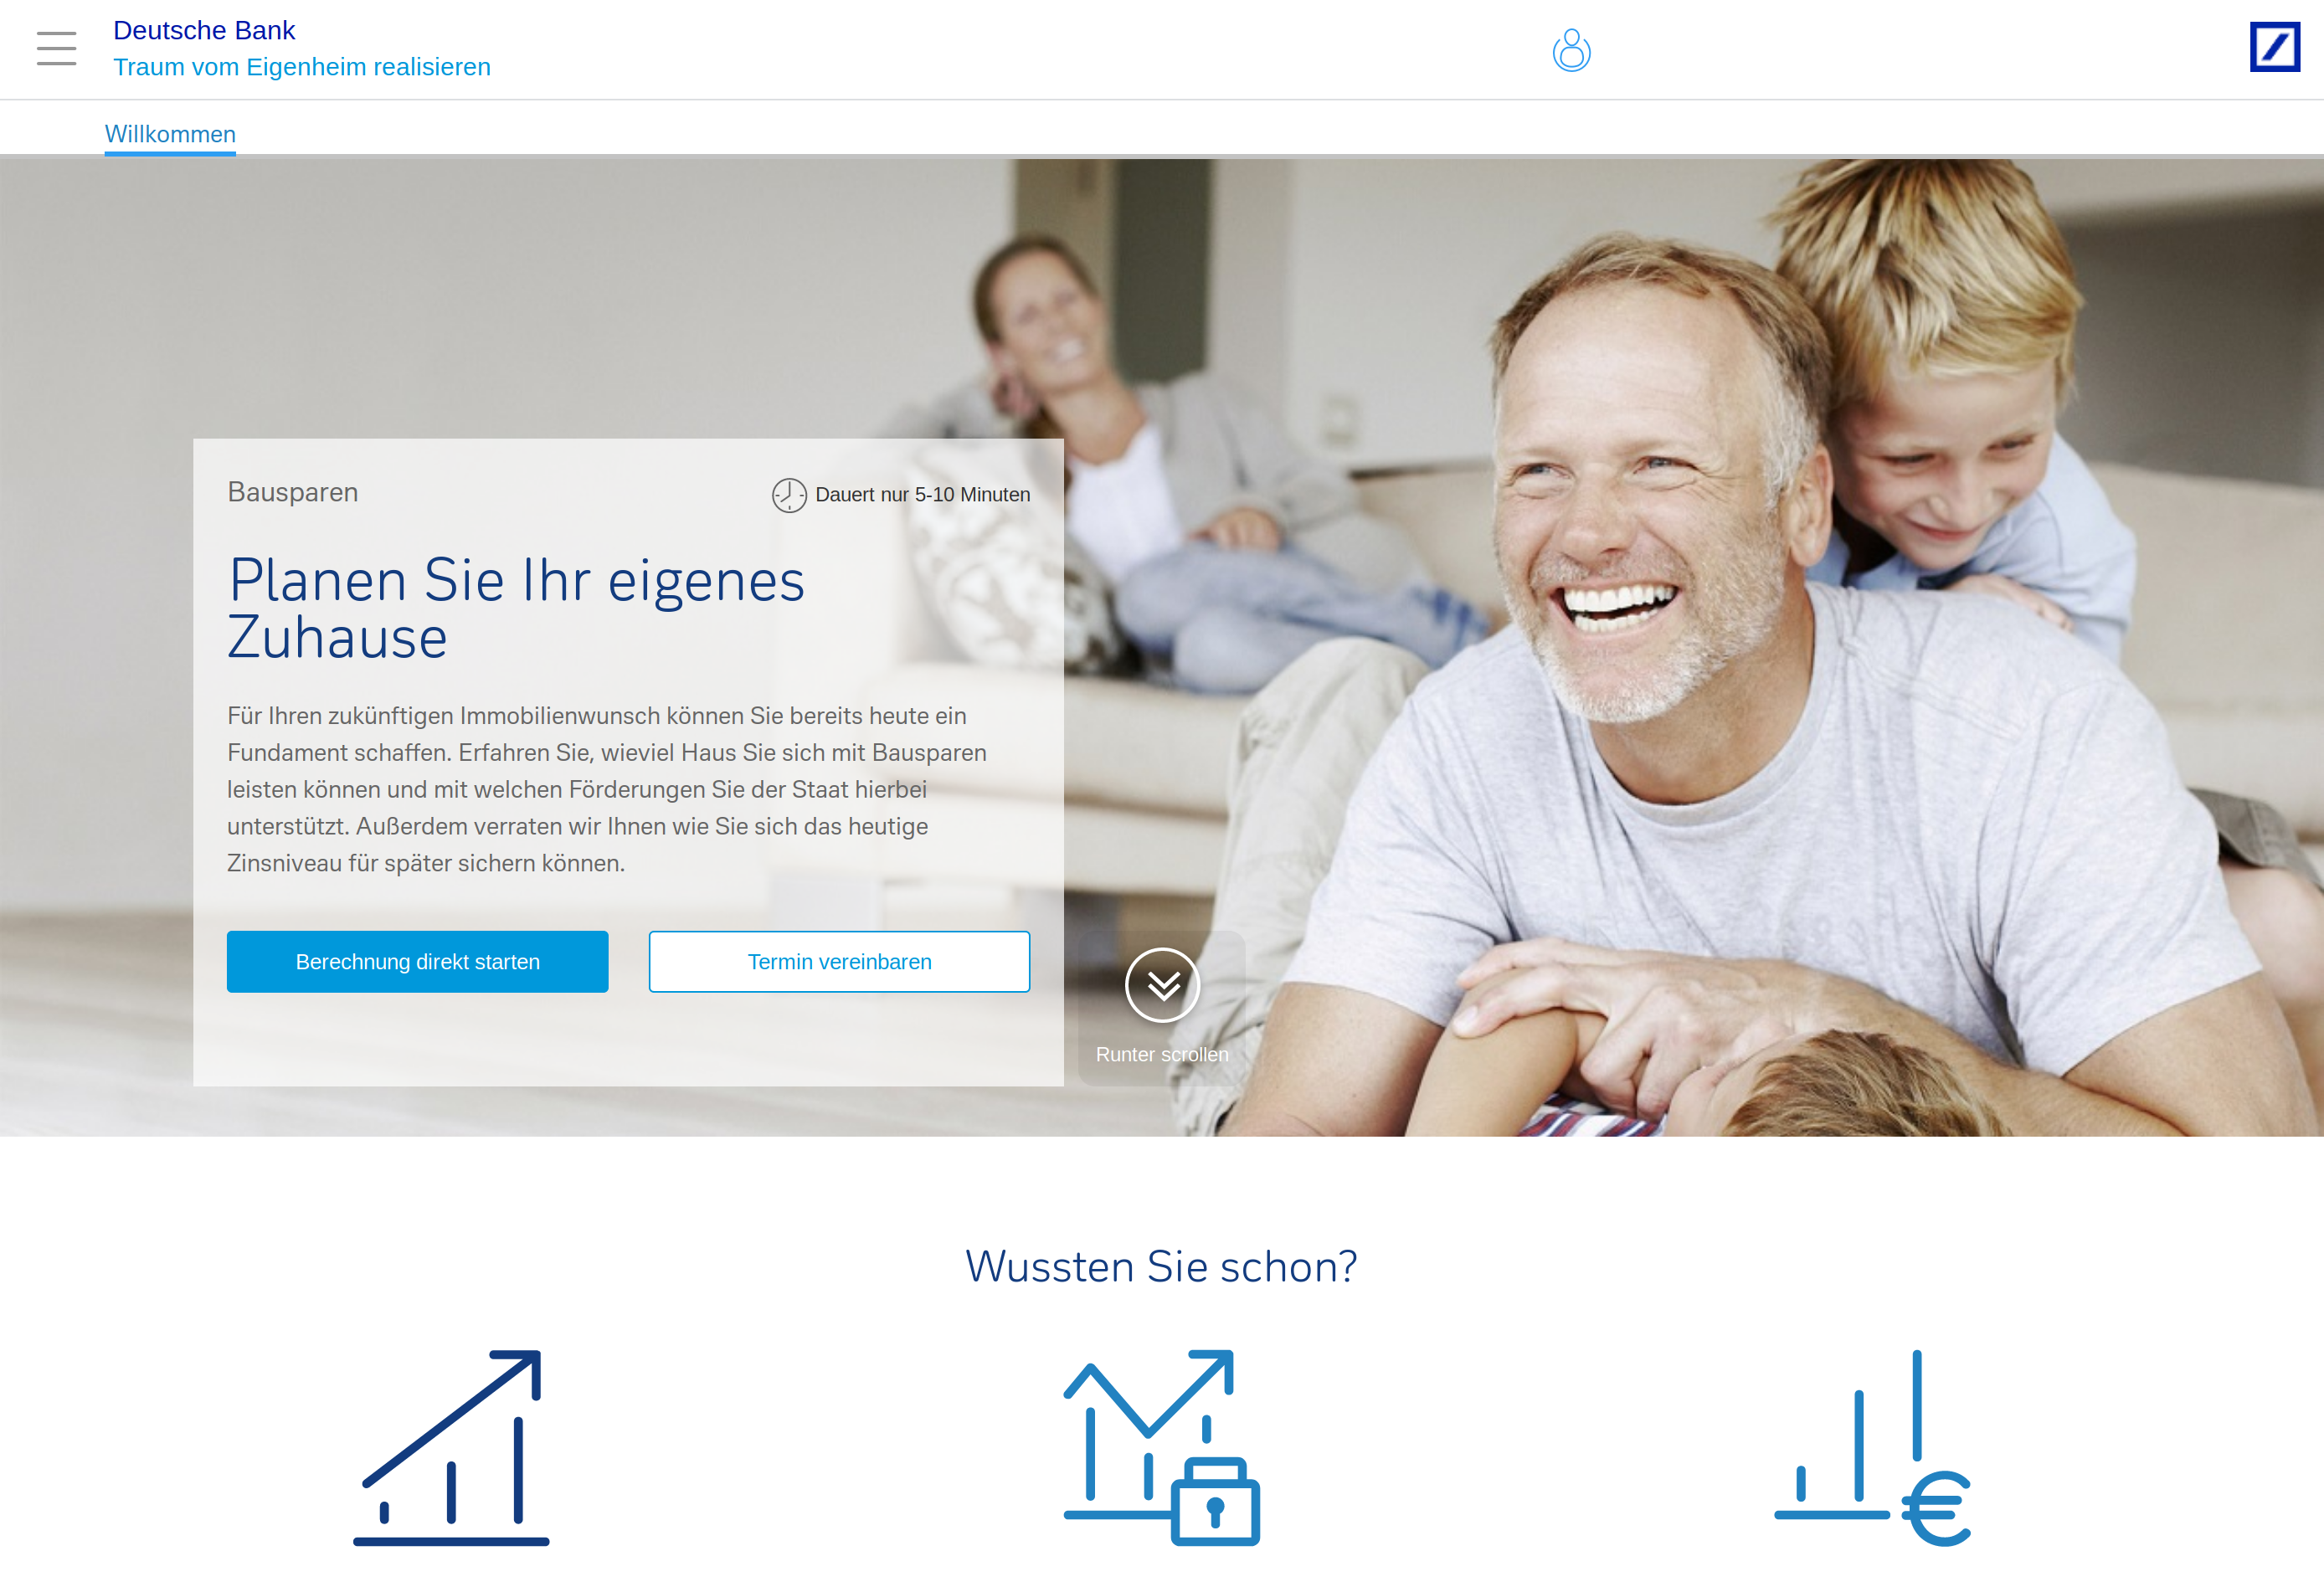 Deutsche Bank
Traum vom Eigenheim realisieren
Willkommen
Bausparen
Dauert nur 5-10 Minuten
Planen Sie Ihr eigenes
Zuhause
Für Ihren zukünftigen Immobilienwunsch können Sie bereits heute ein
Fundament schaffen. Erfahren Sie, wieviel Haus Sie sich mit Bausparen
leisten können und mit welchen Förderungen Sie der Staat hierbei
unterstützt. Außerdem verraten wir Ihnen wie Sie sich das heutige
Zinsniveau für später sichern können.
Berechnung direkt starten
Termin vereinbaren
Runter scrollen
Wussten Sie schon?